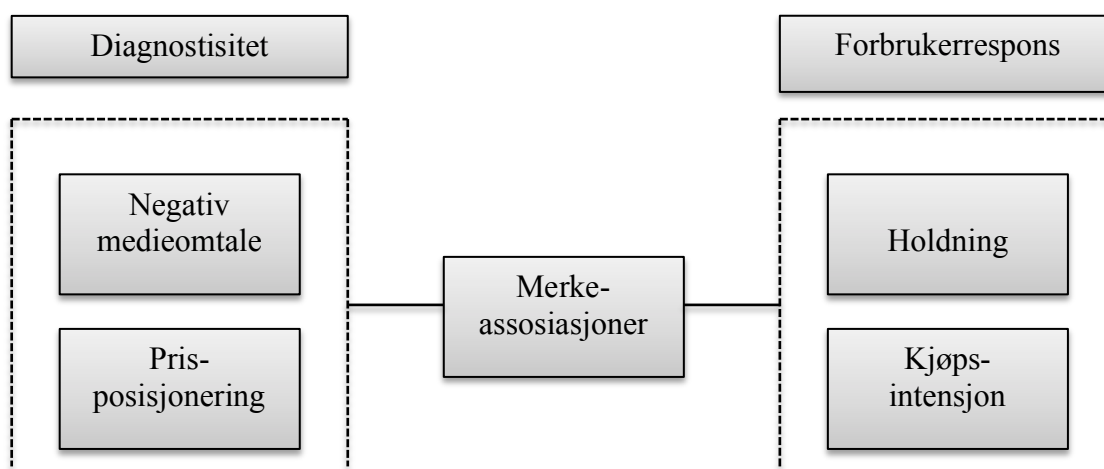 Diagnostisitet
Forbrukerrespons
Negativ
medieomtale
Pris-
posisjonering
Merke-
assosiasjoner
Holdning
Kjøps-
intensjon